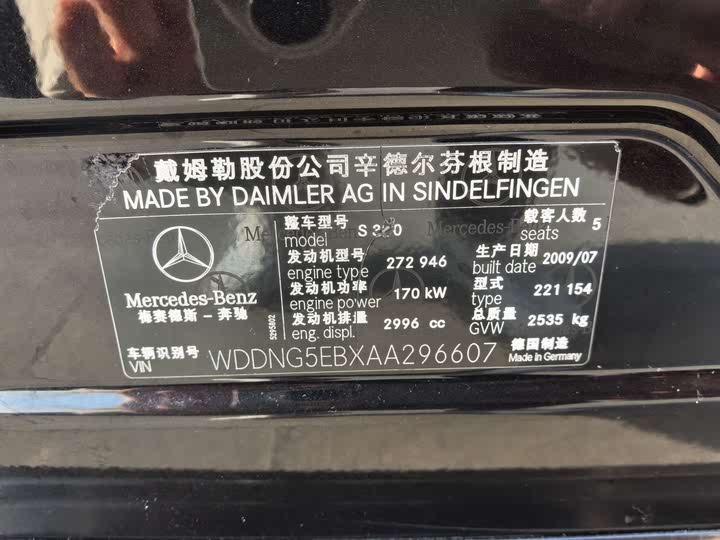 戴姆勒股份公司辛德尔芬根制造
MADE BY DAIMLER AG IN SINDELFINGEN
整车型号 载客人数
model S 320 seats 5
发动机型号 生产日期
engine type 272 946 built date 2009/07
发动机功率 型式
engine power 170 kW type 221 154
发动机排量 总质量
eng. displ. 2996 cc GVW 2535 kg
Mercedes-Benz
梅赛德斯-奔驰
5295802
车辆识别号 德国制造
VIN WDDNG5EBXAA296607 Made in Germany